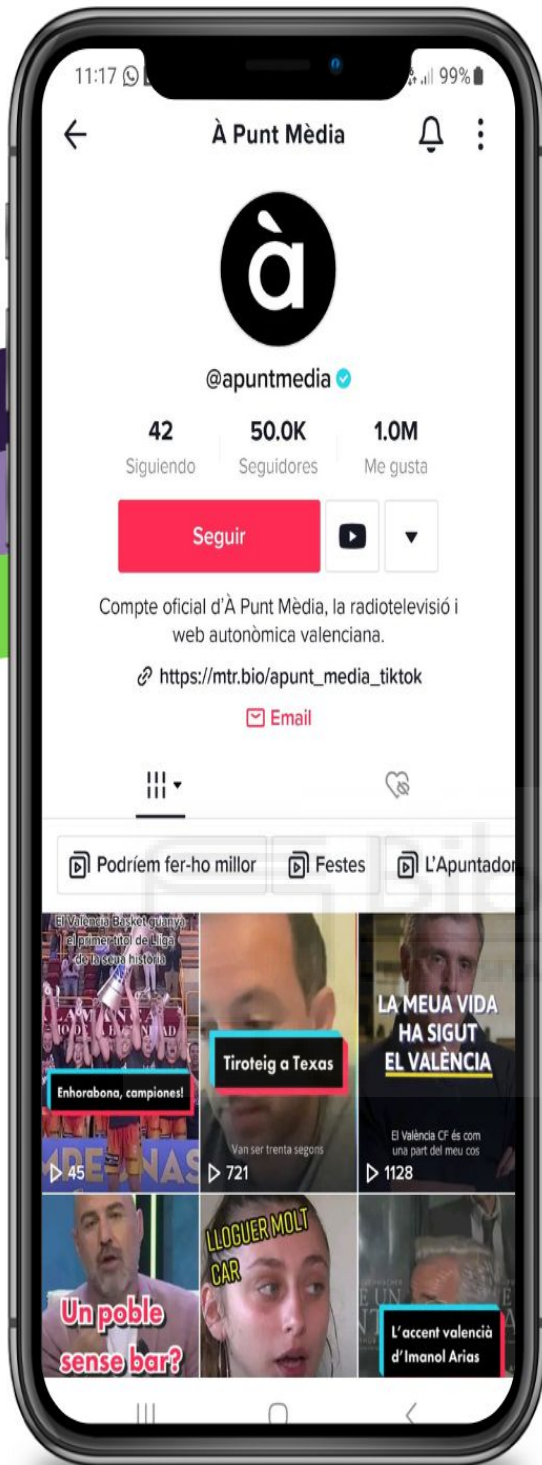 11:17
99%
À Punt Mèdia
à
@apuntmedia
42
50.0K
1.0M
Siguiendo
Seguidores
Me gusta
Seguir
Compte oficial d'À Punt Mèdia, la radiotelevisió i
web autonòmica valenciana.
https://mtr.bio/apunt_media_tiktok
Email
Podríem fer-ho millor
Festes
L'Apuntador
El València Basket guanya
el primer títol de Lliga
de la seua història
Enhorabona, campiones!
45
Tiroteig a Texas
Van ser trenta segons
721
LA MEUA VIDA
HA SIGUT
EL VALÈNCIA
El València CF és com
una part del meu cos
1128
Un poble
sense bar?
LLOGUER MOLT
CAR
L'accent valencià
d'Imanol Arias